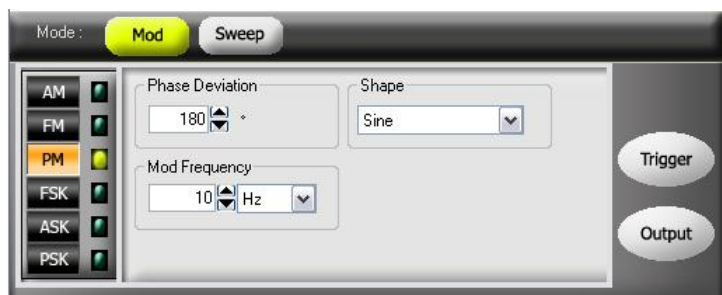 Mode : Mod Sweep
AM
FM
PM
FSK
ASK
PSK
Phase Deviation
180 °
Shape
Sine
Mod Frequency
10 Hz
Trigger
Output